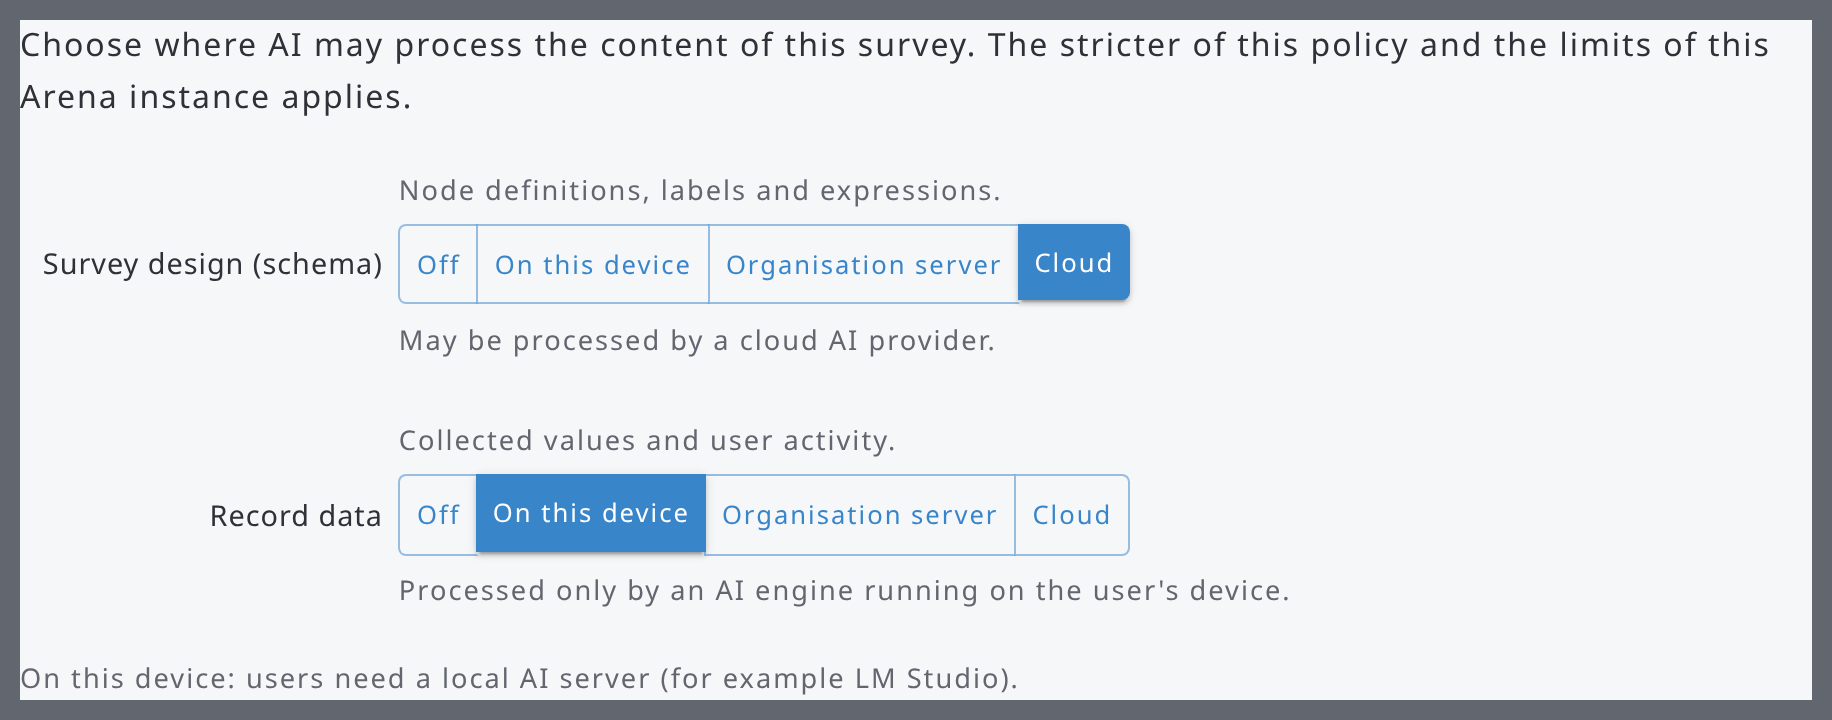 Choose where AI may process the content of this survey. The stricter of this policy and the limits of this
Arena instance applies.
Node definitions, labels and expressions.
Survey design (schema) Off On this device Organisation server Cloud
May be processed by a cloud AI provider.
Collected values and user activity.
Record data Off On this device Organisation server Cloud
Processed only by an AI engine running on the user's device.
On this device: users need a local AI server (for example LM Studio).